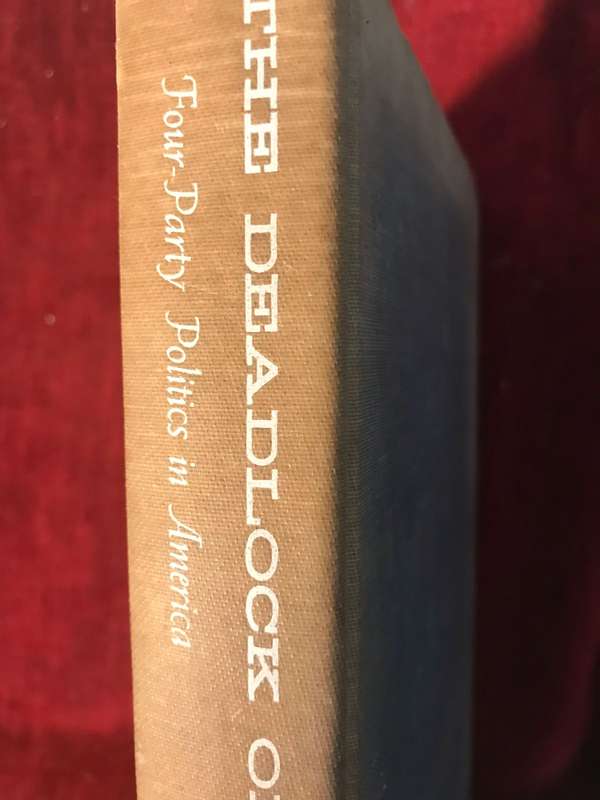 THE DEADLOCK O
Four-Party Politics in America